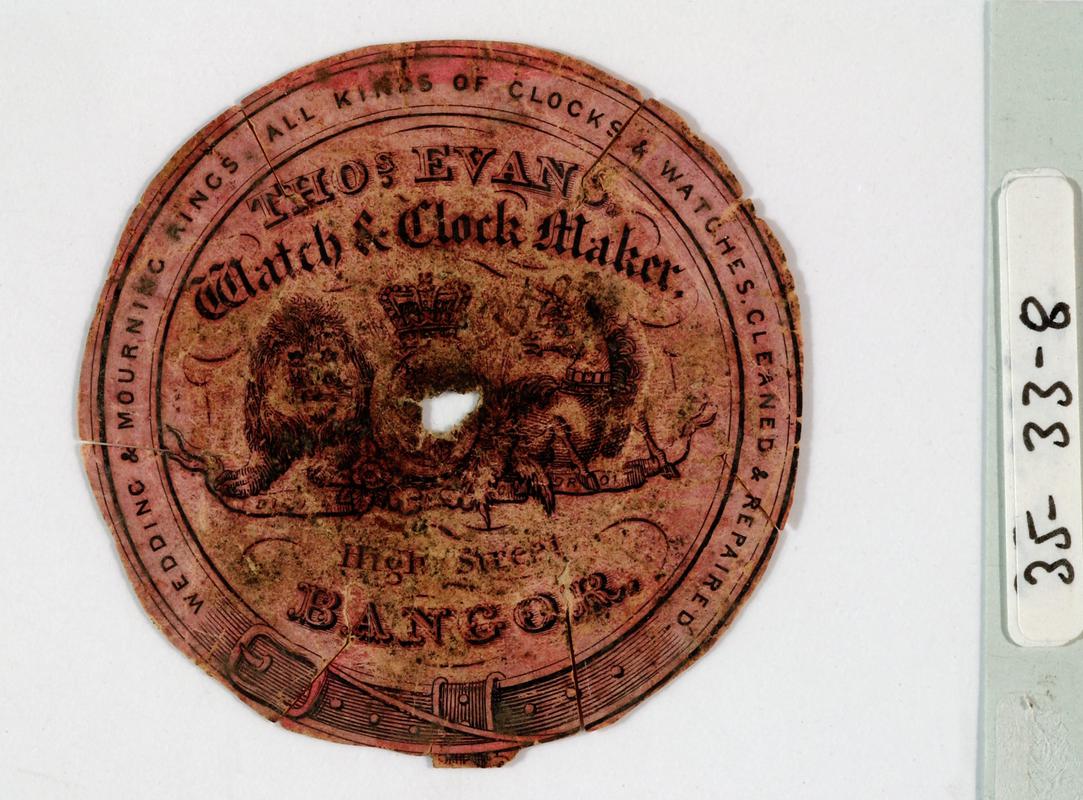 WEDDING & MOURNING RINGS. ALL KINDS OF CLOCKS & WATCHES, CLEANED & REPAIRED
THOS EVANS.
Watch & Clock Maker,
High Street,
BANGOR.
35-33-8